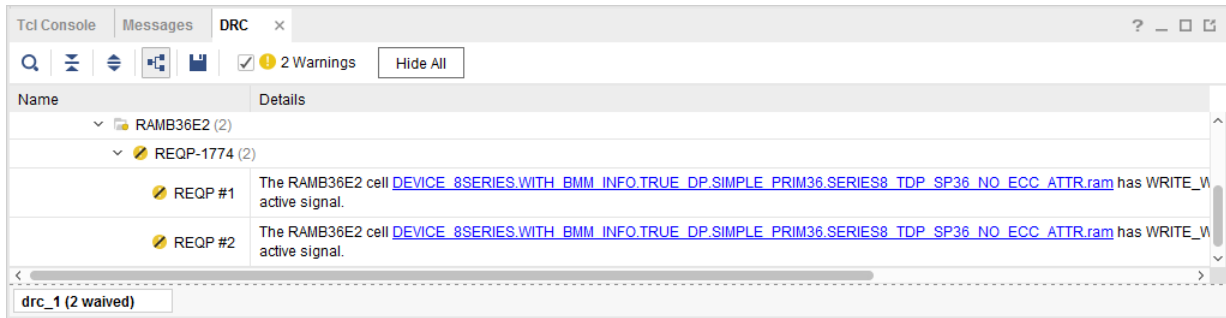 Tcl Console Messages DRC ×
? _
2 Warnings Hide All
Name Details
RAMB36E2 (2)
REQP-1774 (2)
REQP #1 The RAMB36E2 cell DEVICE_8SERIES.WITH_BMM_INFO.TRUE_DP.SIMPLE_PRIM36.SERIES8_TDP_SP36_NO_ECC_ATTR.ram has WRITE_W
active signal.
REQP #2 The RAMB36E2 cell DEVICE_8SERIES.WITH_BMM_INFO.TRUE_DP.SIMPLE_PRIM36.SERIES8_TDP_SP36_NO_ECC_ATTR.ram has WRITE_W
active signal.
drc_1 (2 waived)